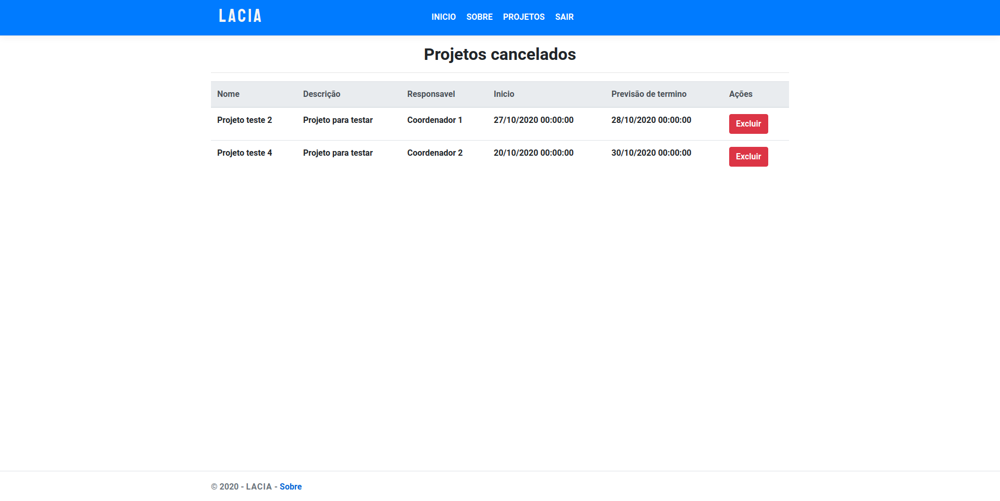 LACIA
INICIO SOBRE PROJETOS SAIR
Projetos cancelados
Nome Descrição Responsavel Inicio Previsão de termino Ações
Projeto teste 2 Projeto para testar Coordenador 1 27/10/2020 00:00:00 28/10/2020 00:00:00 Excluir
Projeto teste 4 Projeto para testar Coordenador 2 20/10/2020 00:00:00 30/10/2020 00:00:00 Excluir
© 2020 - LACIA - Sobre